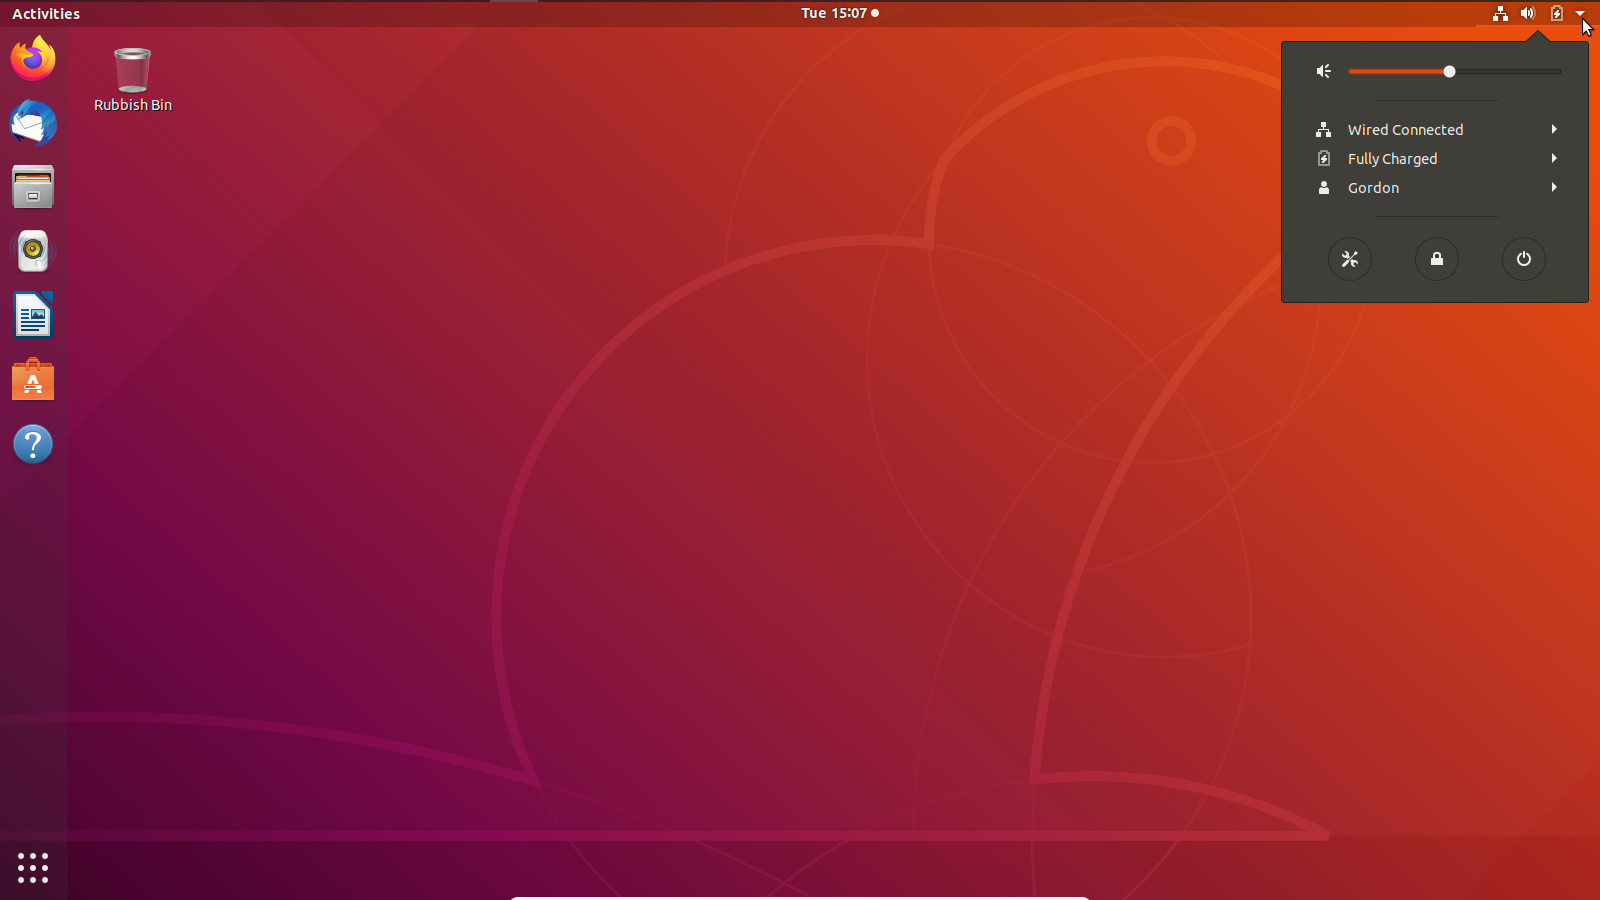 Activities
Tue 15:07
Rubbish Bin
Wired Connected
Fully Charged
Gordon